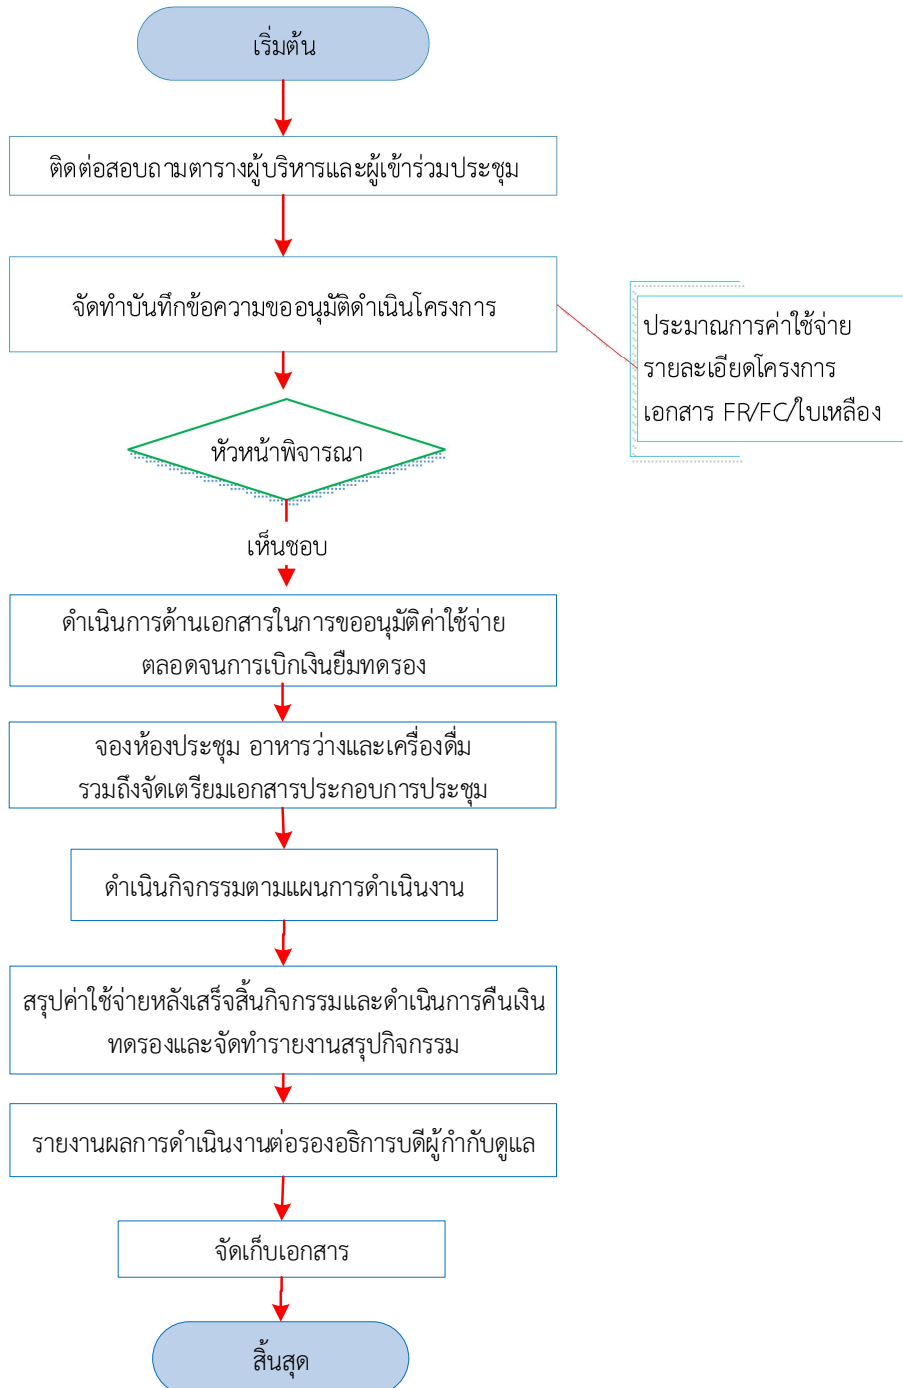 เริ่มต้น
ติดต่อสอบถามตารางผู้บริหารและผู้เข้าร่วมประชุม
จัดทำบันทึกข้อความขออนุมัติดำเนินโครงการ
ประมาณการค่าใช้จ่าย
รายละเอียดโครงการ
เอกสาร FR/FC/ใบเหลือง
หัวหน้าพิจารณา
เห็นชอบ
ดำเนินการด้านเอกสารในการขออนุมัติค่าใช้จ่าย
ตลอดจนการเบิกเงินยืมทดรอง
จองห้องประชุม อาหารว่างและเครื่องดื่ม
รวมถึงจัดเตรียมเอกสารประกอบการประชุม
ดำเนินกิจกรรมตามแผนการดำเนินงาน
สรุปค่าใช้จ่ายหลังเสร็จสิ้นกิจกรรมและดำเนินการคืนเงิน
ทดรองและจัดทำรายงานสรุปกิจกรรม
รายงานผลการดำเนินงานต่อรองอธิการบดีผู้กำกับดูแล
จัดเก็บเอกสาร
สิ้นสุด